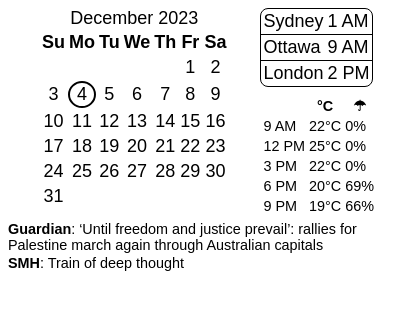 December 2023
Su Mo Tu We Th Fr Sa
1 2
3 4 5 6 7 8 9
10 11 12 13 14 15 16
17 18 19 20 21 22 23
24 25 26 27 28 29 30
31
Sydney 1 AM
Ottawa 9 AM
London 2 PM
°C ☂
9 AM 22°C 0%
12 PM 25°C 0%
3 PM 22°C 0%
6 PM 20°C 69%
9 PM 19°C 66%
Guardian: ‘Until freedom and justice prevail’: rallies for
Palestine march again through Australian capitals
SMH: Train of deep thought